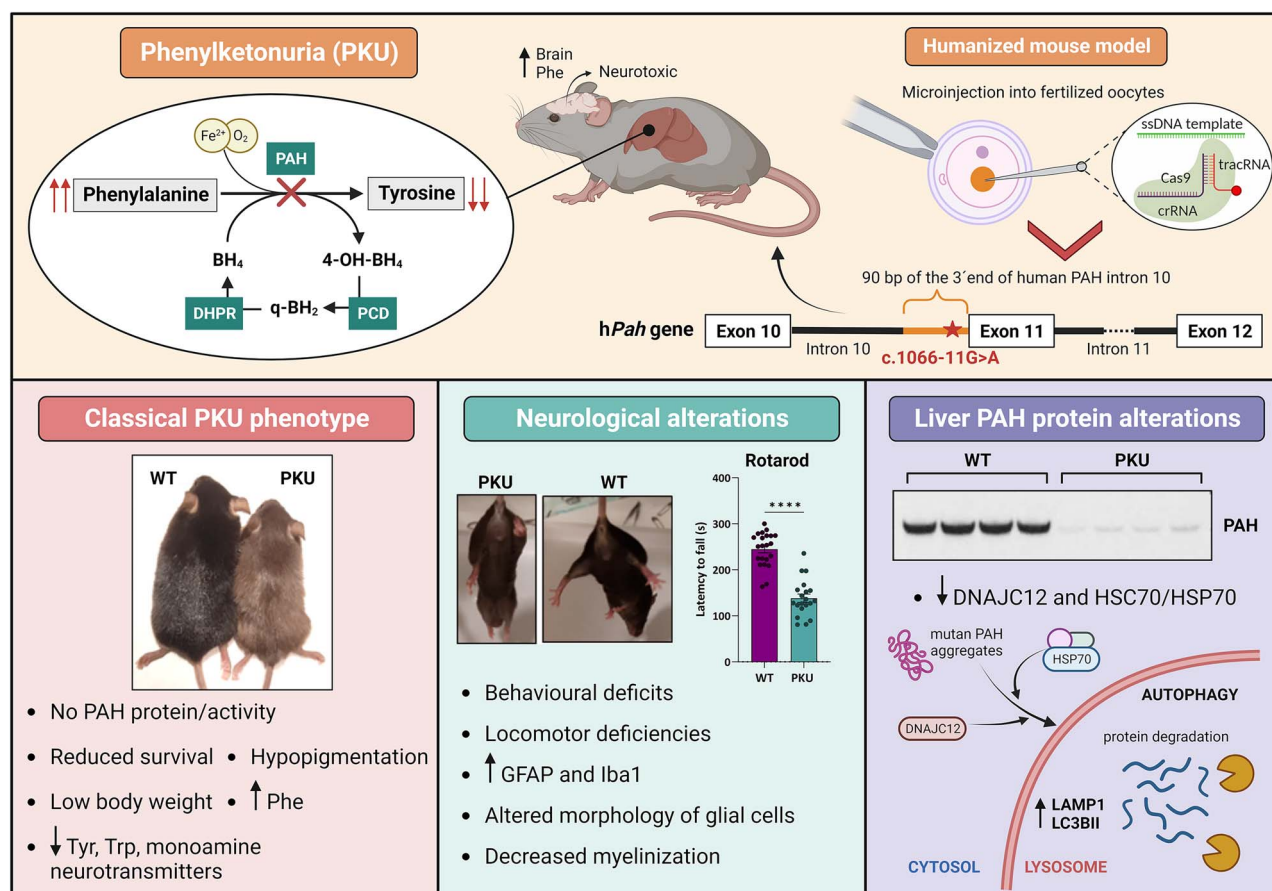 Phenylketonuria (PKU)
Fe²⁺ O₂
PAH
Phenylalanine
Tyrosine
BH₄
4-OH-BH₄
DHPR
q-BH₂
PCD
↑ Brain
Phe
Neurotoxic
Humanized mouse model
Microinjection into fertilized oocytes
ssDNA template
Cas9
tracRNA
crRNA
90 bp of the 3´end of human PAH intron 10
hPah gene
Exon 10
Exon 11
Exon 12
Intron 10
Intron 11
c.1066-11G>A
Classical PKU phenotype
WT
PKU
• No PAH protein/activity
• Reduced survival • Hypopigmentation
• Low body weight • ↑ Phe
• ↓ Tyr, Trp, monoamine
neurotransmitters
Neurological alterations
PKU
WT
Rotarod
Latemcy to fall (s)
400
300
200
100
0
****
WT
PKU
• Behavioural deficits
• Locomotor deficiencies
• ↑ GFAP and Iba1
• Altered morphology of glial cells
• Decreased myelinization
Liver PAH protein alterations
WT
PKU
PAH
• ↓ DNAJC12 and HSC70/HSP70
mutan PAH
aggregates
HSP70
DNAJC12
AUTOPHAGY
protein degradation
↑ LAMP1
LC3BII
CYTOSOL
LYSOSOME